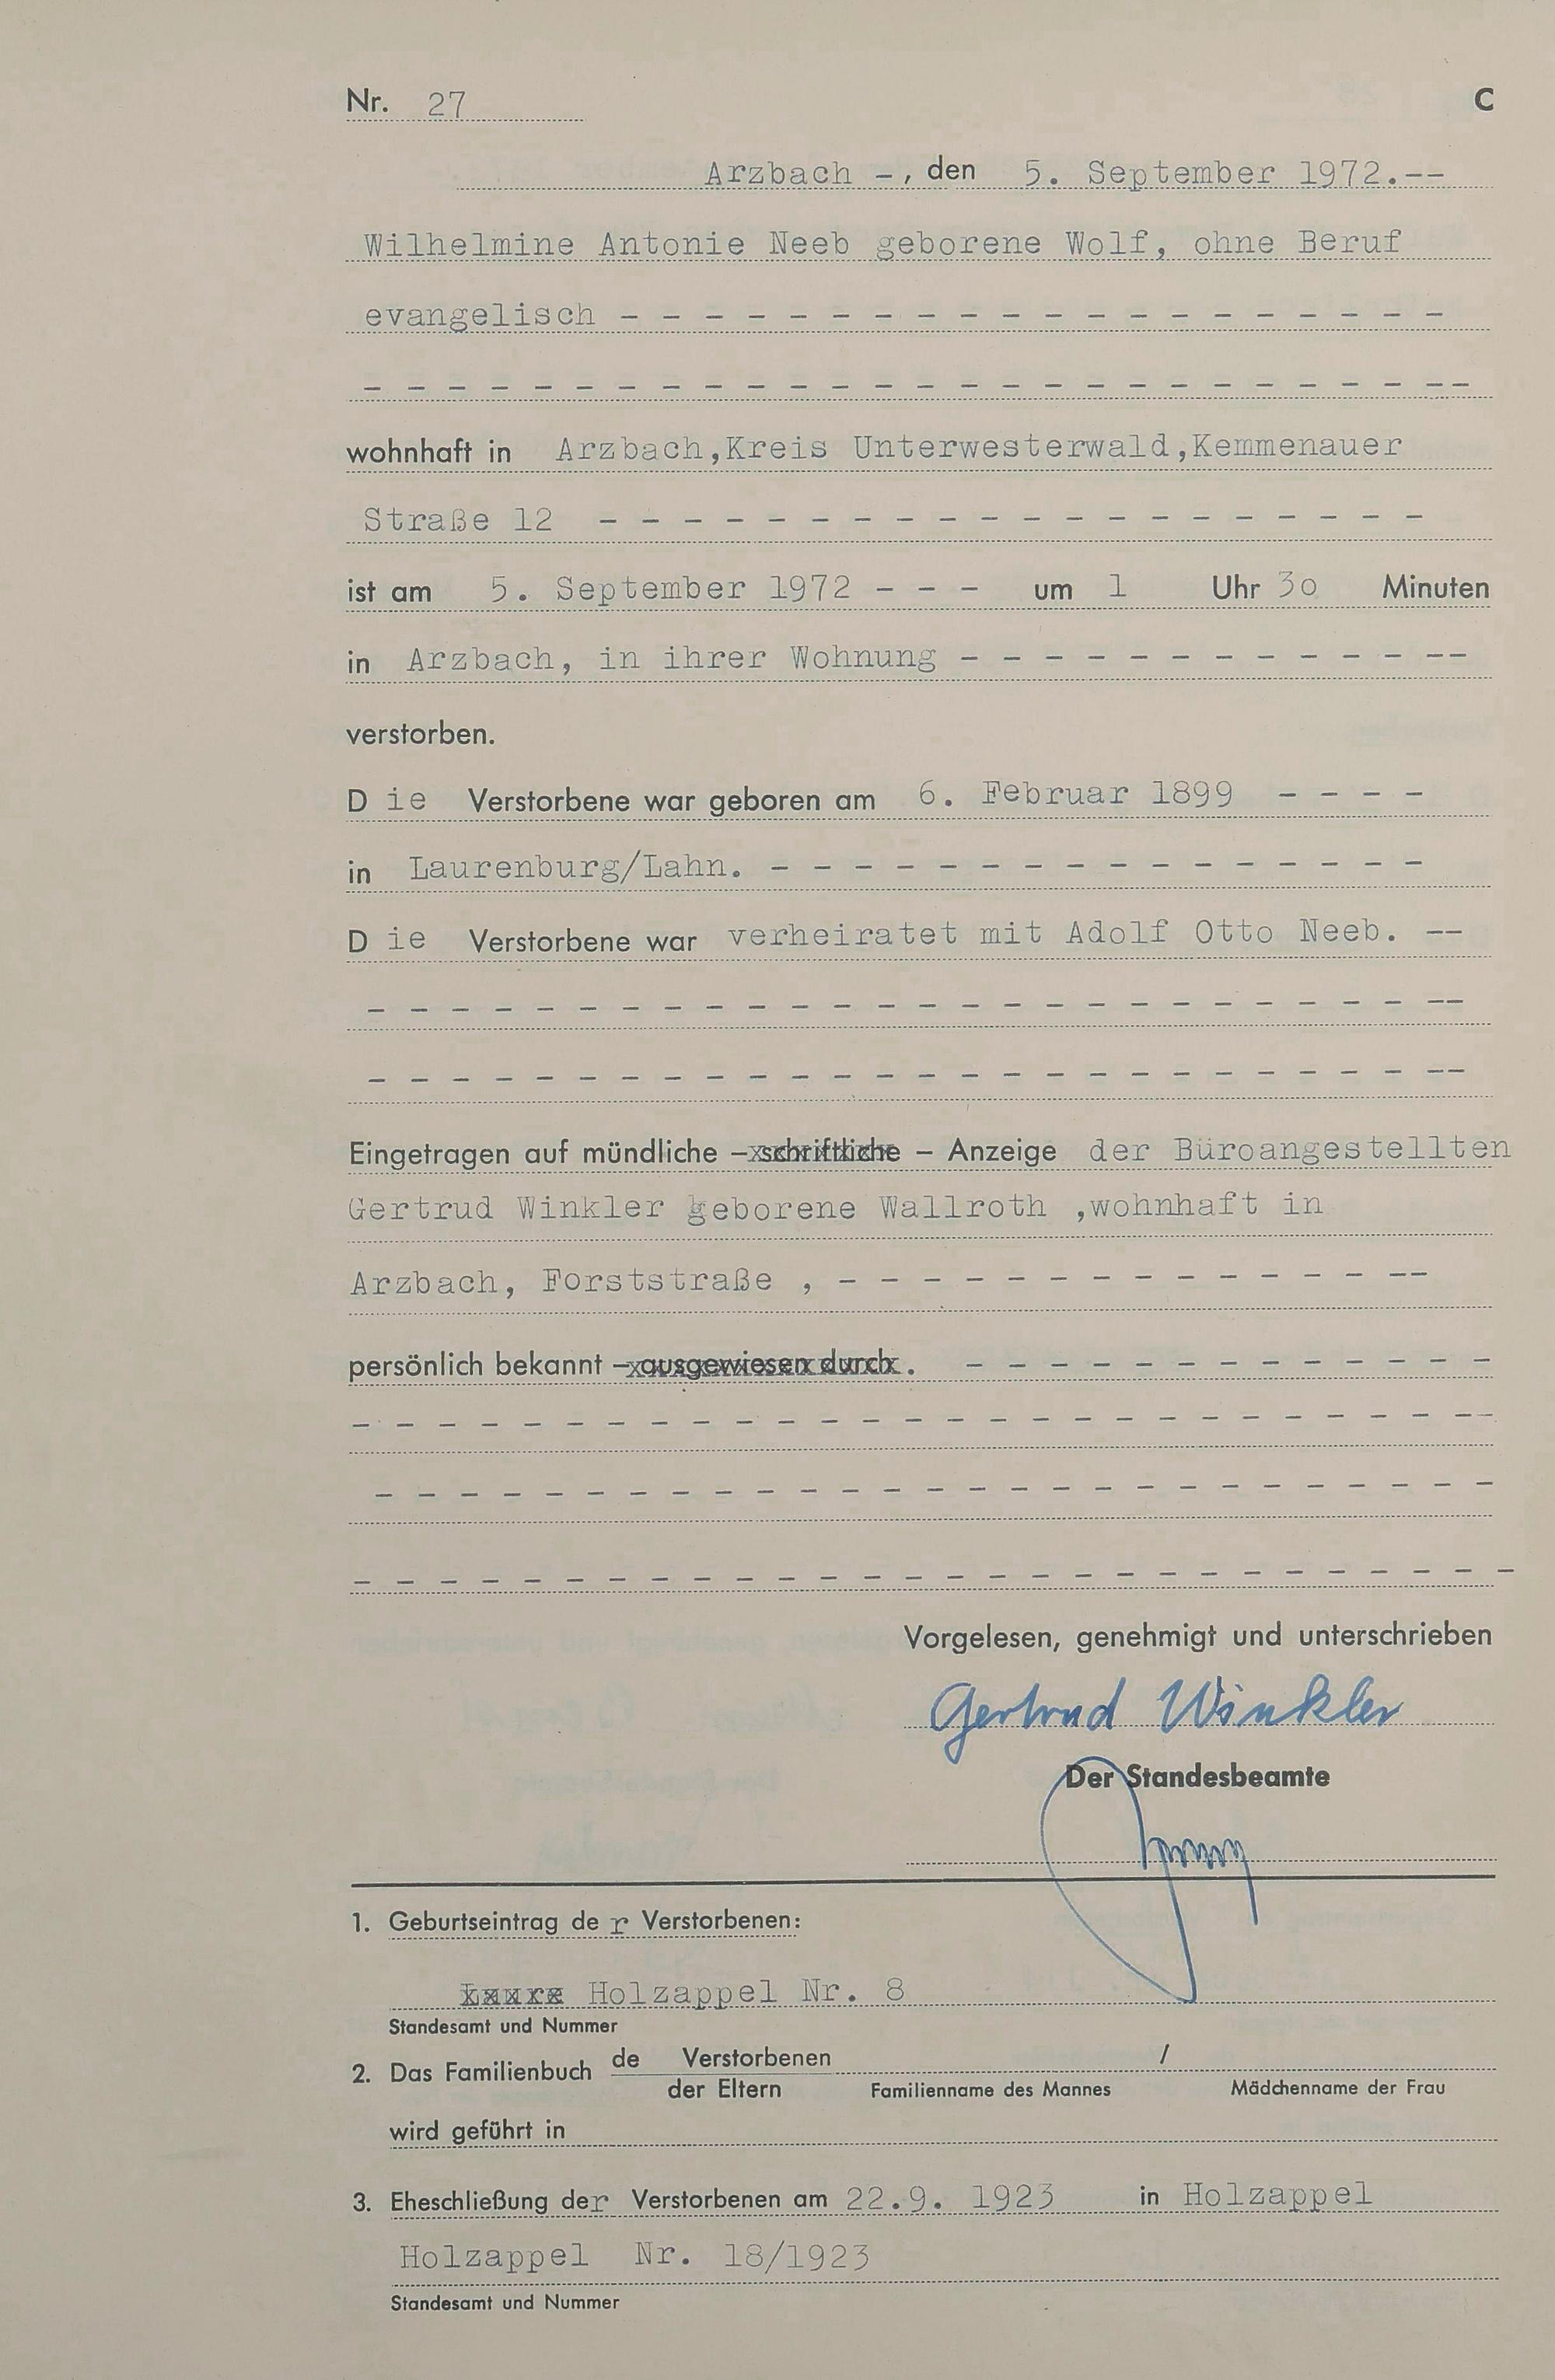 Nr. 27 C
Arzbach -, den 5. September 1972.--
Wilhelmine Antonie Neeb geborene Wolf, ohne Beruf
evangelisch - - - - - - - - - - - - - - - - - - - -
- - - - - - - - - - - - - - - - - - - - - - - - - --
wohnhaft in Arzbach,Kreis Unterwesterwald,Kemmenauer
Straße 12 - - - - - - - - - - - - - - - - - - - -
ist am 5. September 1972 - - - um 1 Uhr 30 Minuten
in Arzbach, in ihrer Wohnung - - - - - - - - - - - --
verstorben.
D ie Verstorbene war geboren am 6. Februar 1899 - - - -
in Laurenburg/Lahn. - - - - - - - - - - - - - - - -
D ie Verstorbene war verheiratet mit Adolf Otto Neeb. --
- - - - - - - - - - - - - - - - - - - - - - - - - --
- - - - - - - - - - - - - - - - - - - - - - - - - --
Eingetragen auf mündliche – schriftliche – Anzeige der Büroangestellten
Gertrud Winkler geborene Wallroth ,wohnhaft in
Arzbach, Forststraße , - - - - - - - - - - - - - --
persönlich bekannt – ausgewiesen durch. - - - - - - - - - - - - -
- - - - - - - - - - - - - - - - - - - - - - - - - - --
- - - - - - - - - - - - - - - - - - - - - - - - - - -
- - - - - - - - - - - - - - - - - - - - - - - - - - - -
Vorgelesen, genehmigt und unterschrieben
Gertrud Winkler
Der Standesbeamte
1. Geburtseintrag de r Verstorbenen:
Holzappel Nr. 8
Standesamt und Nummer
2. Das Familienbuch de Verstorbenen /
der Eltern Familienname des Mannes Mädchenname der Frau
wird geführt in
3. Eheschließung der Verstorbenen am 22.9. 1923 in Holzappel
Holzappel Nr. 18/1923
Standesamt und Nummer